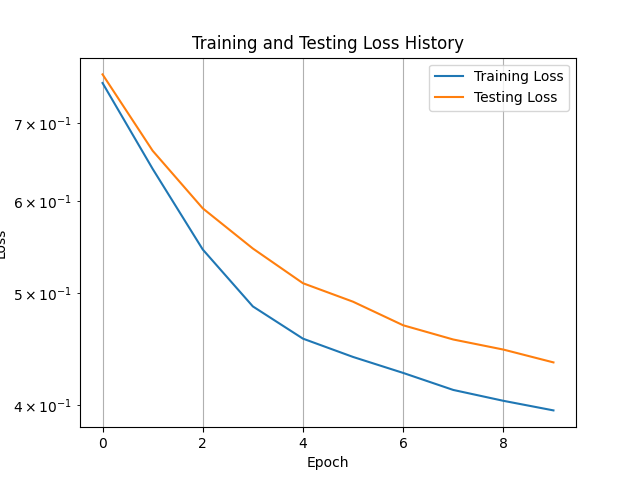 Training and Testing Loss History
Training Loss
Testing Loss
7 × 10⁻¹
6 × 10⁻¹
5 × 10⁻¹
4 × 10⁻¹
Loss
0 2 4 6 8
Epoch